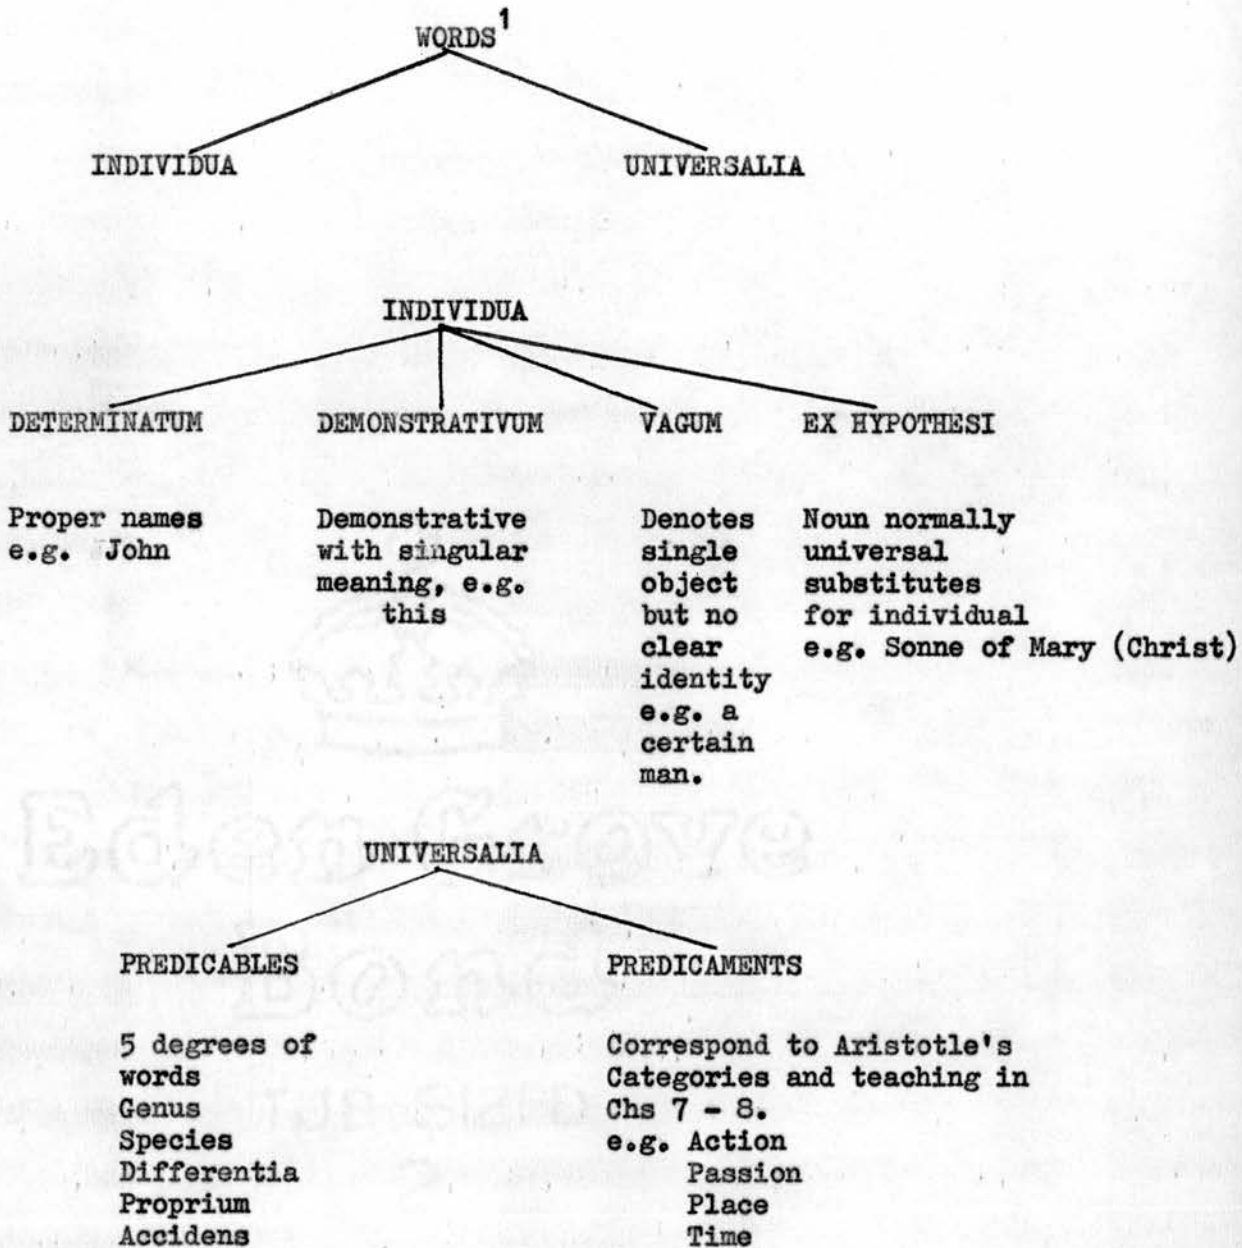 WORDS 1
INDIVIDUA UNIVERSALIA
INDIVIDUA
DETERMINATUM DEMONSTRATIVUM VAGUM EX HYPOTHESI
Proper names
e.g. John
Demonstrative
with singular
meaning, e.g.
this
Denotes
single
object
but no
clear
identity
e.g. a
certain
man.
Noun normally
universal
substitutes
for individual
e.g. Sonne of Mary (Christ)
UNIVERSALIA
PREDICABLES PREDICAMENTS
5 degrees of
words
Genus
Species
Differentia
Proprium
Accidens
Correspond to Aristotle's
Categories and teaching in
Chs 7 - 8.
e.g. Action
Passion
Place
Time